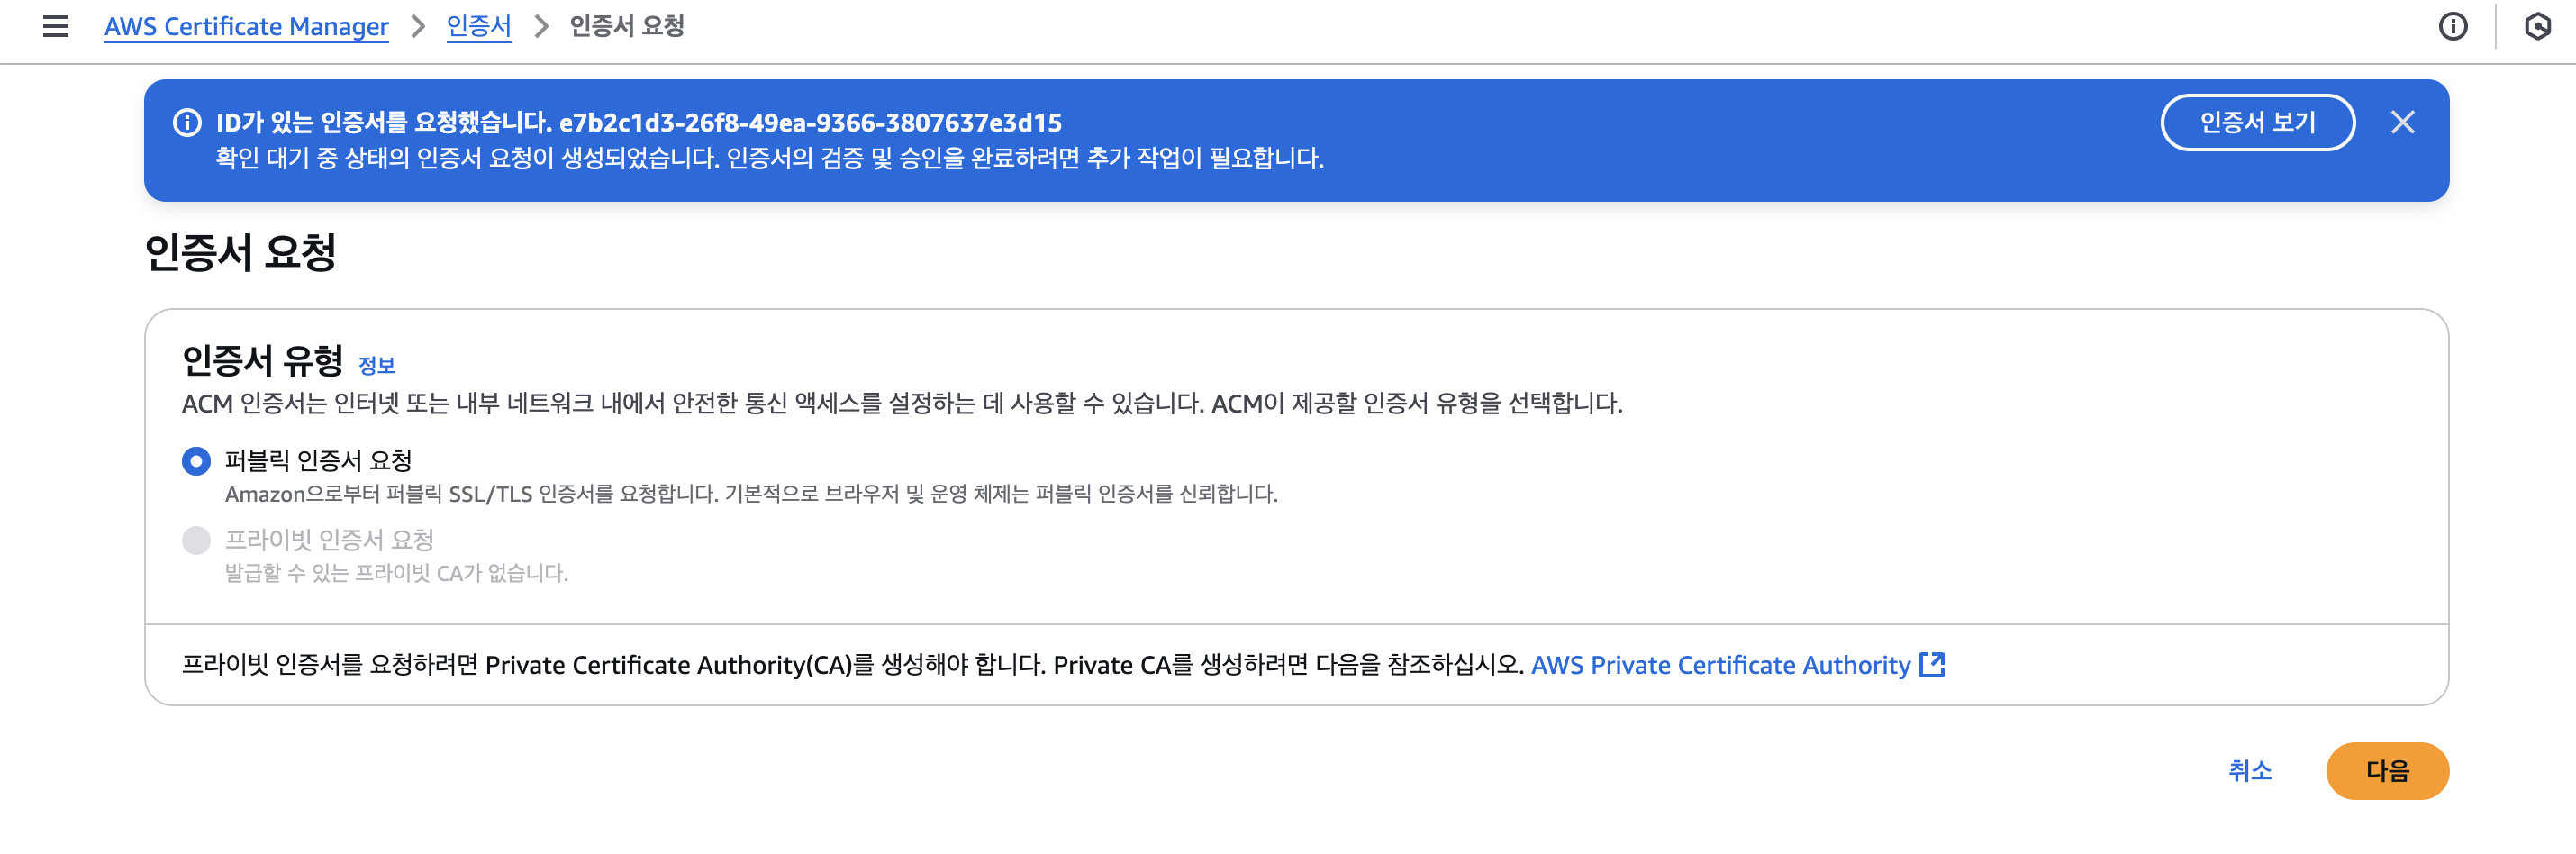 AWS Certificate Manager > 인증서 > 인증서 요청
ID가 있는 인증서를 요청했습니다. e7b2c1d3-26f8-49ea-9366-3807637e3d15
인증서 보기
확인 대기 중 상태의 인증서 요청이 생성되었습니다. 인증서의 검증 및 승인을 완료하려면 추가 작업이 필요합니다.
인증서 요청
인증서 유형 정보
ACM 인증서는 인터넷 또는 내부 네트워크 내에서 안전한 통신 액세스를 설정하는 데 사용할 수 있습니다. ACM이 제공할 인증서 유형을 선택합니다.
퍼블릭 인증서 요청
Amazon으로부터 퍼블릭 SSL/TLS 인증서를 요청합니다. 기본적으로 브라우저 및 운영 체제는 퍼블릭 인증서를 신뢰합니다.
프라이빗 인증서 요청
발급할 수 있는 프라이빗 CA가 없습니다.
프라이빗 인증서를 요청하려면 Private Certificate Authority(CA)를 생성해야 합니다. Private CA를 생성하려면 다음을 참조하십시오. AWS Private Certificate Authority
취소 다음